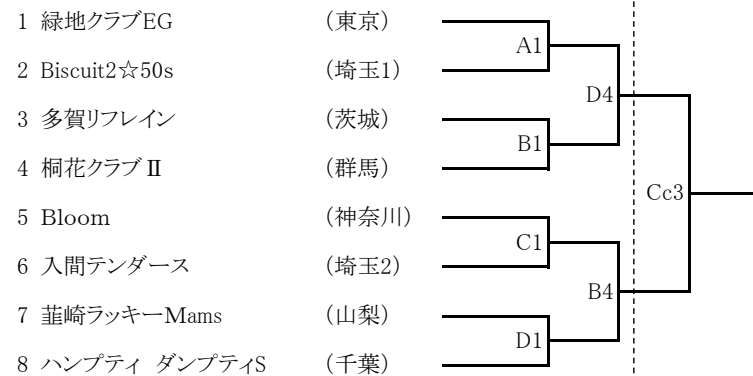 1 緑地クラブEG (東京)
A1
2 Biscuit2☆50s (埼玉1)
D4
3 多賀リフレイン (茨城)
B1
4 桐花クラブⅡ (群馬)
Cc3
5 Bloom (神奈川)
C1
6 入間テンダース (埼玉2)
B4
7 韮崎ラッキーMams (山梨)
D1
8 ハンプティ ダンプティS (千葉)